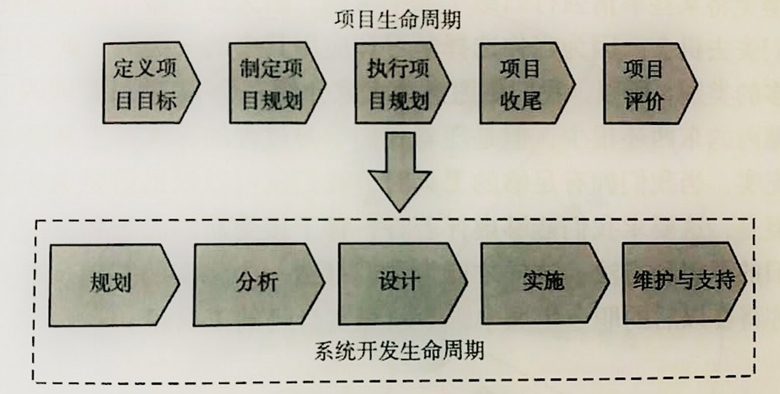 项目生命周期
定义项
目目标
制定项
目规划
执行项
目规划
项目
收尾
项目
评价
规划
分析
设计
实施
维护与支持
系统开发生命周期